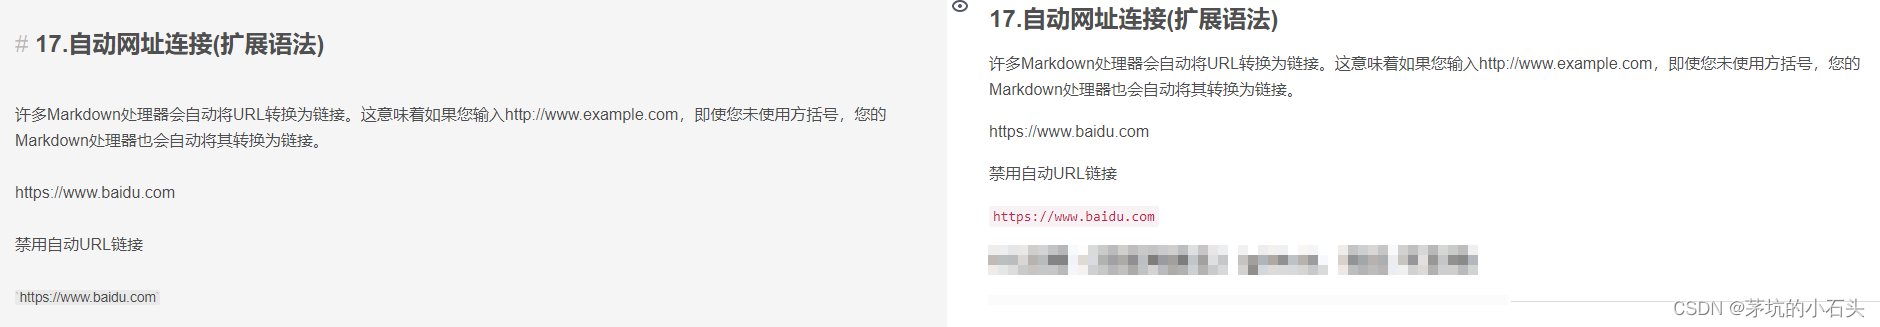 # 17.自动网址连接(扩展语法)
许多Markdown处理器会自动将URL转换为链接。这意味着如果您输入http://www.example.com，即使您未使用方括号，您的
Markdown处理器也会自动将其转换为链接。
https://www.baidu.com
禁用自动URL链接
`https://www.baidu.com`
17.自动网址连接(扩展语法)
许多Markdown处理器会自动将URL转换为链接。这意味着如果您输入http://www.example.com，即使您未使用方括号，您的
Markdown处理器也会自动将其转换为链接。
https://www.baidu.com
禁用自动URL链接
https://www.baidu.com
CSDN @茅坑的小石头